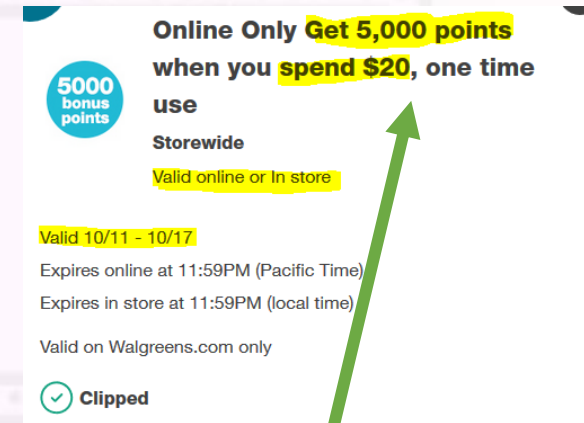 Online Only Get 5,000 points
when you spend $20, one time
use
5000
bonus
points
Storewide
Valid online or In store
Valid 10/11 - 10/17
Expires online at 11:59PM (Pacific Time)
Expires in store at 11:59PM (local time)
Valid on Walgreens.com only
Clipped